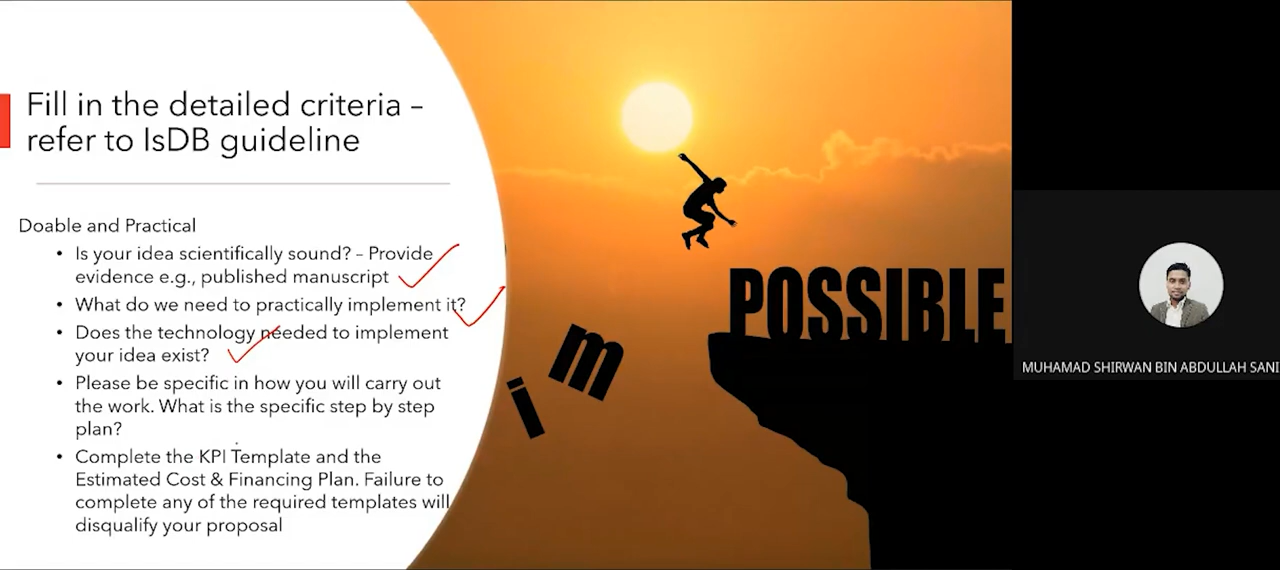 Fill in the detailed criteria –
refer to IsDB guideline
Doable and Practical
• Is your idea scientifically sound? – Provide
evidence e.g., published manuscript
• What do we need to practically implement it?
• Does the technology needed to implement
your idea exist?
• Please be specific in how you will carry out
the work. What is the specific step by step
plan?
• Complete the KPI Template and the
Estimated Cost & Financing Plan. Failure to
complete any of the required templates will
disqualify your proposal
im
POSSIBLE
MUHAMAD SHIRWAN BIN ABDULLAH SANI